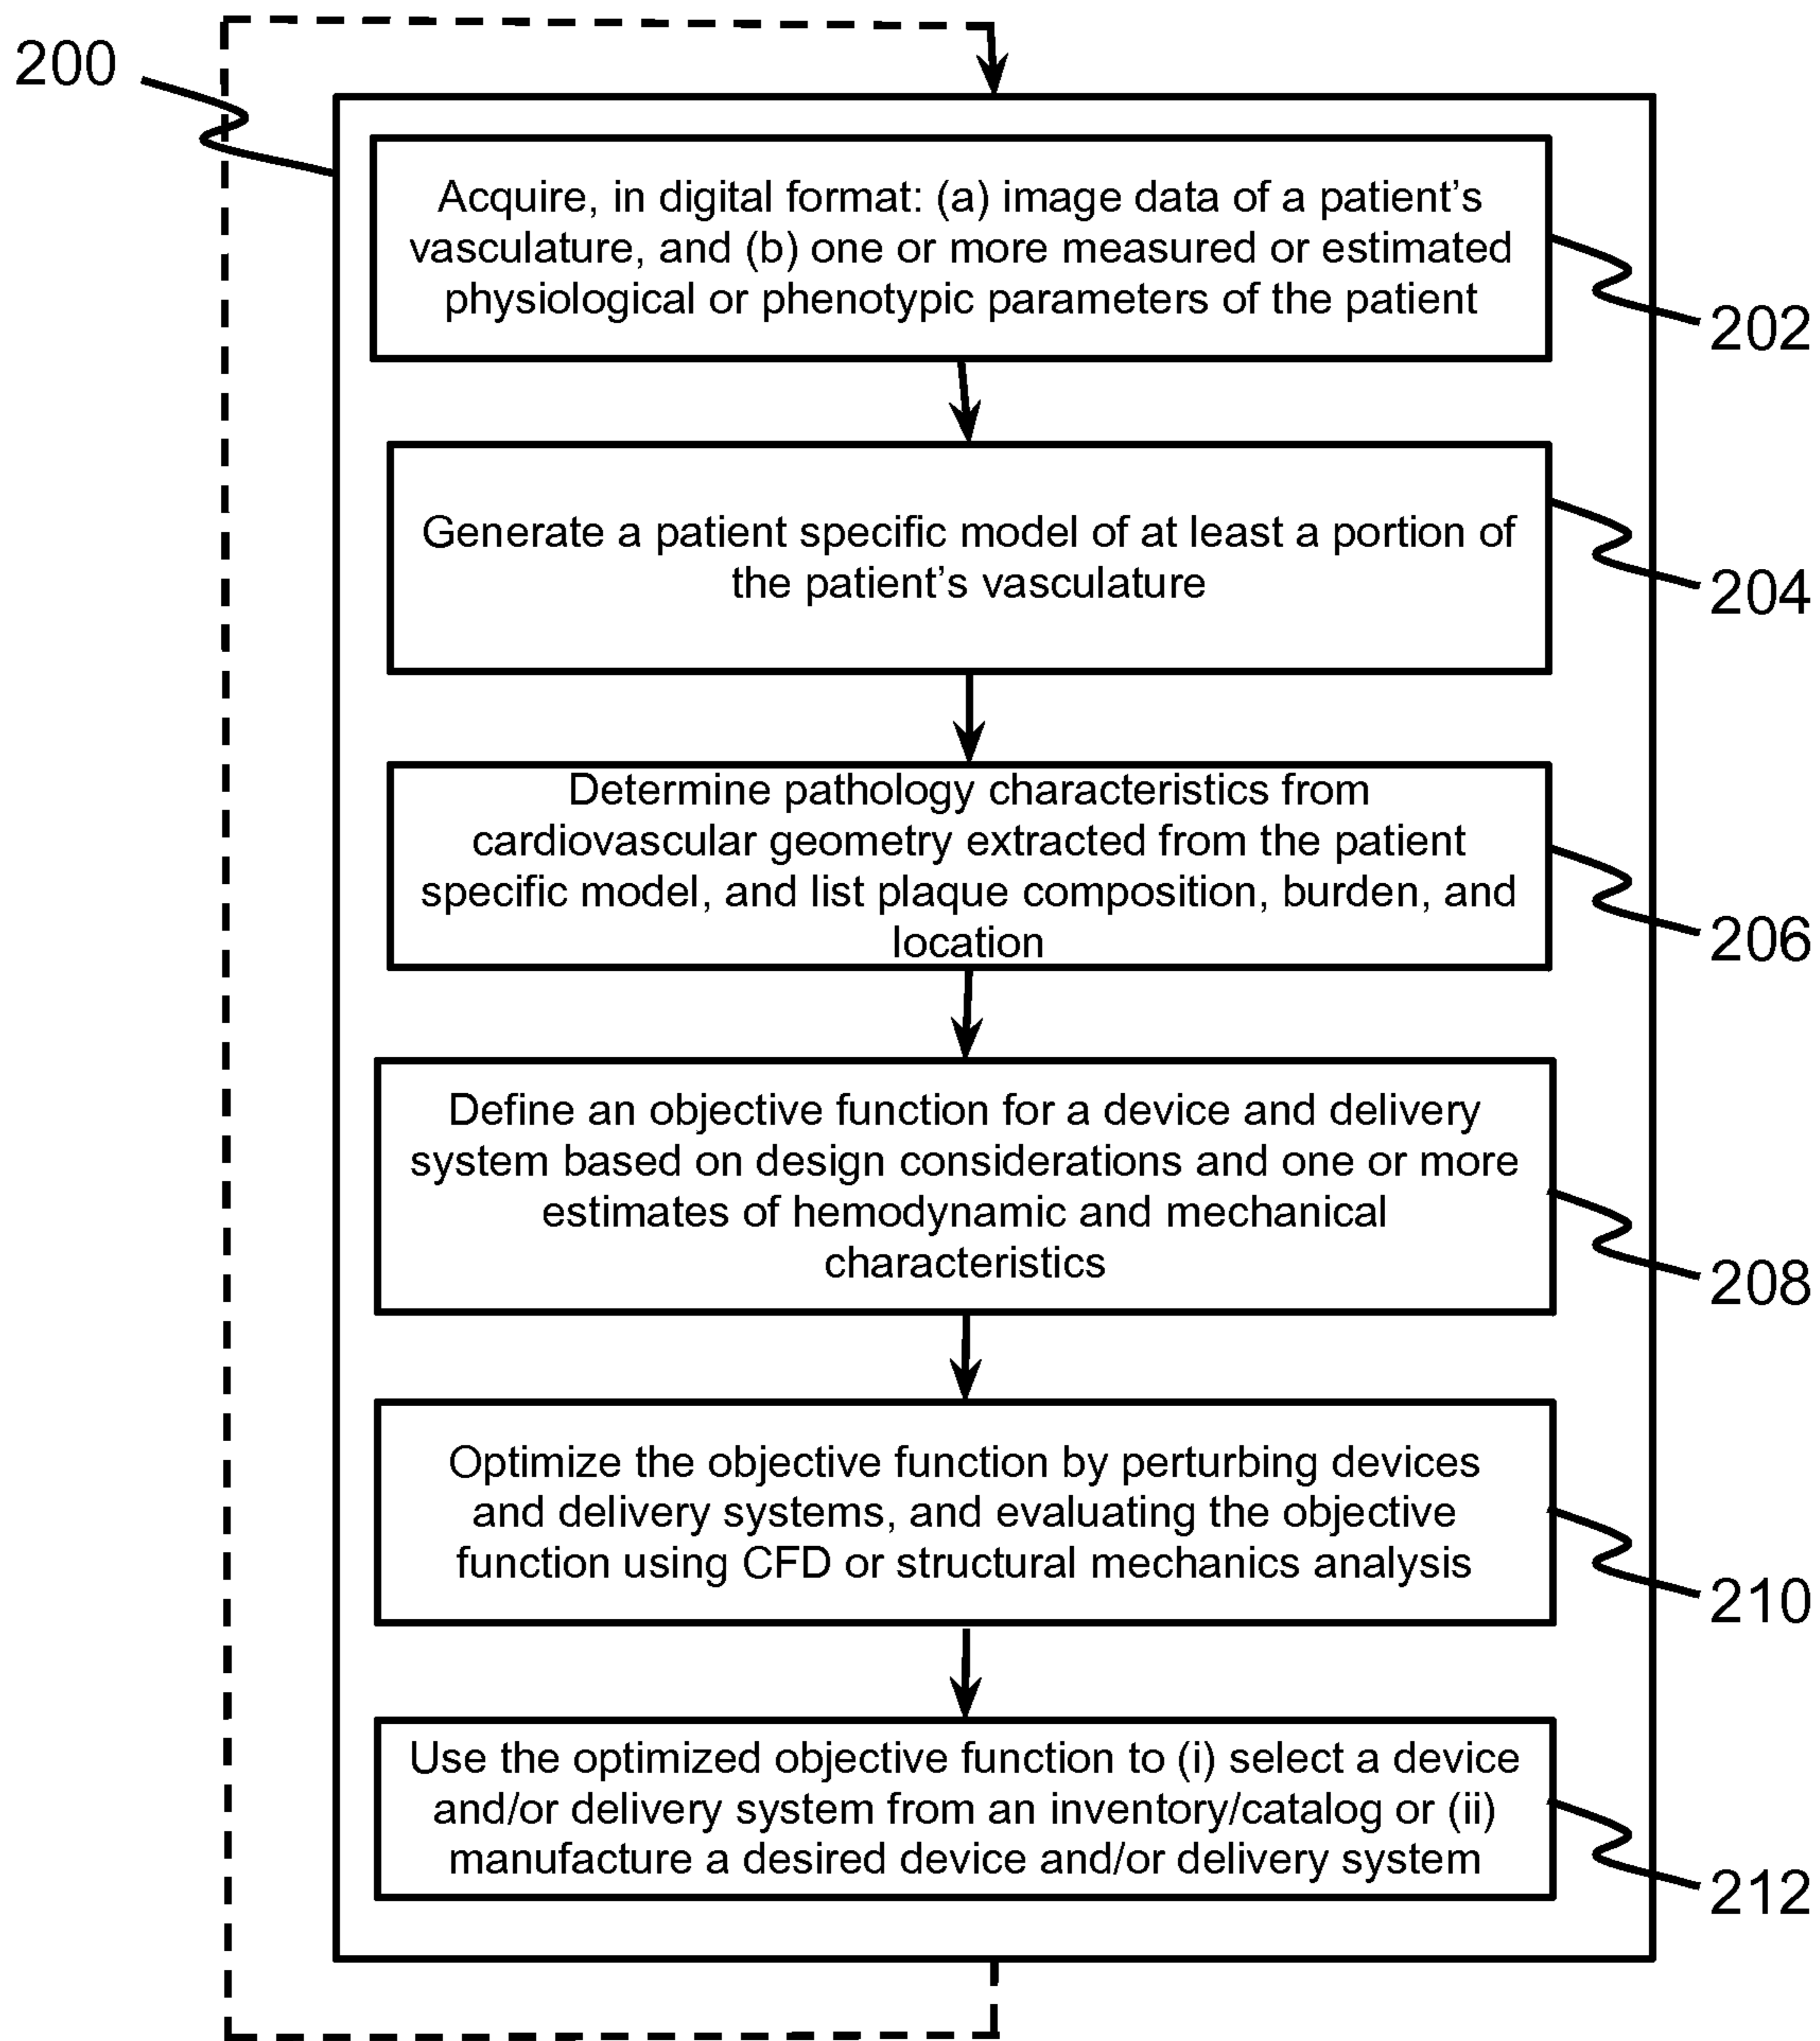 200
Acquire, in digital format: (a) image data of a patient’s
vasculature, and (b) one or more measured or estimated
physiological or phenotypic parameters of the patient
202
Generate a patient specific model of at least a portion of
the patient’s vasculature
204
Determine pathology characteristics from
cardiovascular geometry extracted from the patient
specific model, and list plaque composition, burden, and
location
206
Define an objective function for a device and delivery
system based on design considerations and one or more
estimates of hemodynamic and mechanical
characteristics
208
Optimize the objective function by perturbing devices
and delivery systems, and evaluating the objective
function using CFD or structural mechanics analysis
210
Use the optimized objective function to (i) select a device
and/or delivery system from an inventory/catalog or (ii)
manufacture a desired device and/or delivery system
212